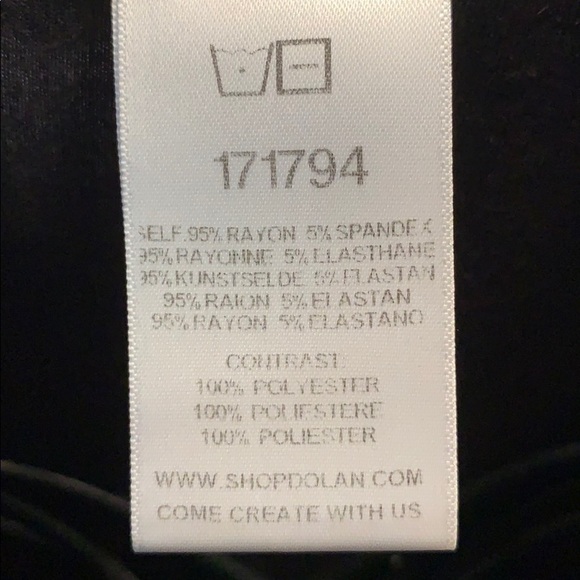 171794
SELF 95% RAYON 5% SPANDEX
95% RAYONNE 5% ELASTHANE
95% KUNSTSELDE 5% ELASTAN
95% RAION 5% ELASTAN
95% RAYON 5% ELASTANO
CONTRAST
100% POLYESTER
100% POLIESTERE
100% POLIESTER
WWW.SHOPDOLAN.COM
COME CREATE WITH US